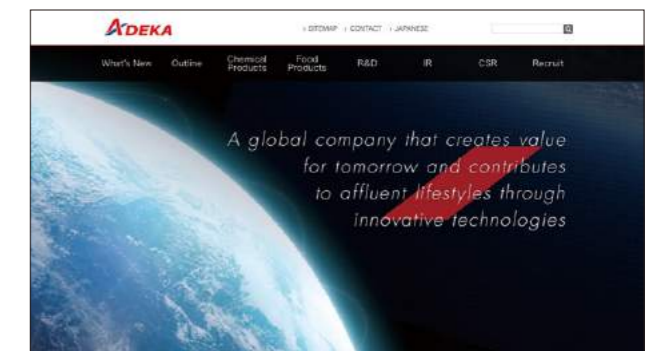 ADEKA
SITEMAP CONTACT JAPANESE
What's New Outline Chemical Products Food Products R&D IR CSR Recruit
A global company that creates value
for tomorrow and contributes
to affluent lifestyles through
innovative technologies